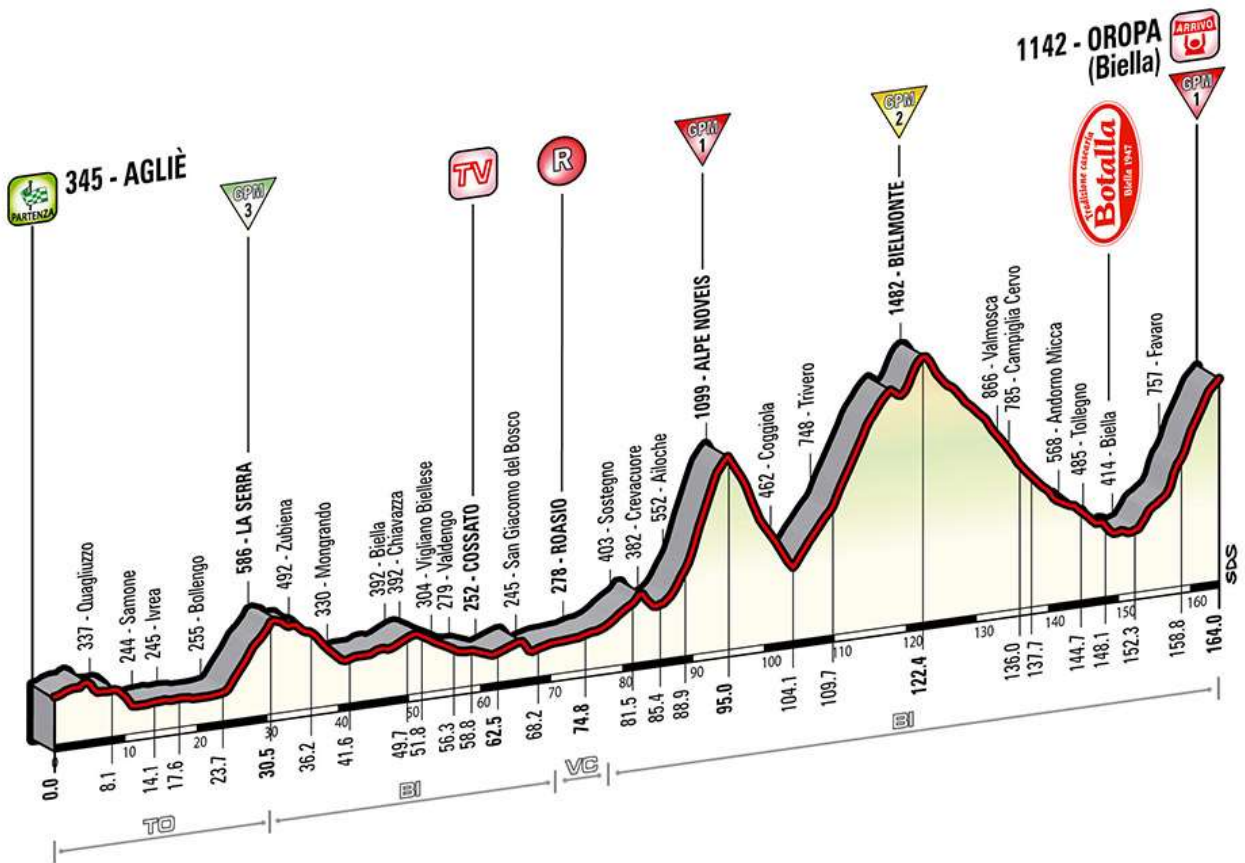 1142 - OROPA
(Biella)
ARRIVO
GPM
1
345 - AGLIÈ
PARTENZA
337 - Quagliuzzo
244 - Samone
245 - Ivrea
255 - Bollengo
GPM
3
586 - LA SERRA
492 - Zubiena
330 - Mongrando
392 - Biella
392 - Chiavazza
304 - Vigliano Biellese
279 - Valdengo
TV
252 - COSSATO
245 - San Giacomo del Bosco
R
278 - ROASIO
403 - Sostegno
382 - Crevacuore
552 - Ailoche
GPM
1
1099 - ALPE NOVEIS
462 - Coggiola
748 - Trivero
GPM
2
1482 - BIELMONTE
866 - Valmosca
785 - Campiglia Cervo
568 - Andorno Micca
485 - Tollegno
Tradizione casearia
Botalla
Biella 1947
414 - Biella
757 - Favaro
SDS
0 10 20 30 40 50 60 70 80 90 100 110 120 130 140 150 160
0.0 8.1 14.1 17.6 23.7 30.5 36.2 41.6 49.7 51.8 56.3 58.8 62.5 68.2 74.8 81.5 85.4 88.9 95.0 104.1 109.7 122.4 136.0 137.7 144.7 148.1 152.3 158.8 164.0
TO BI VC BI